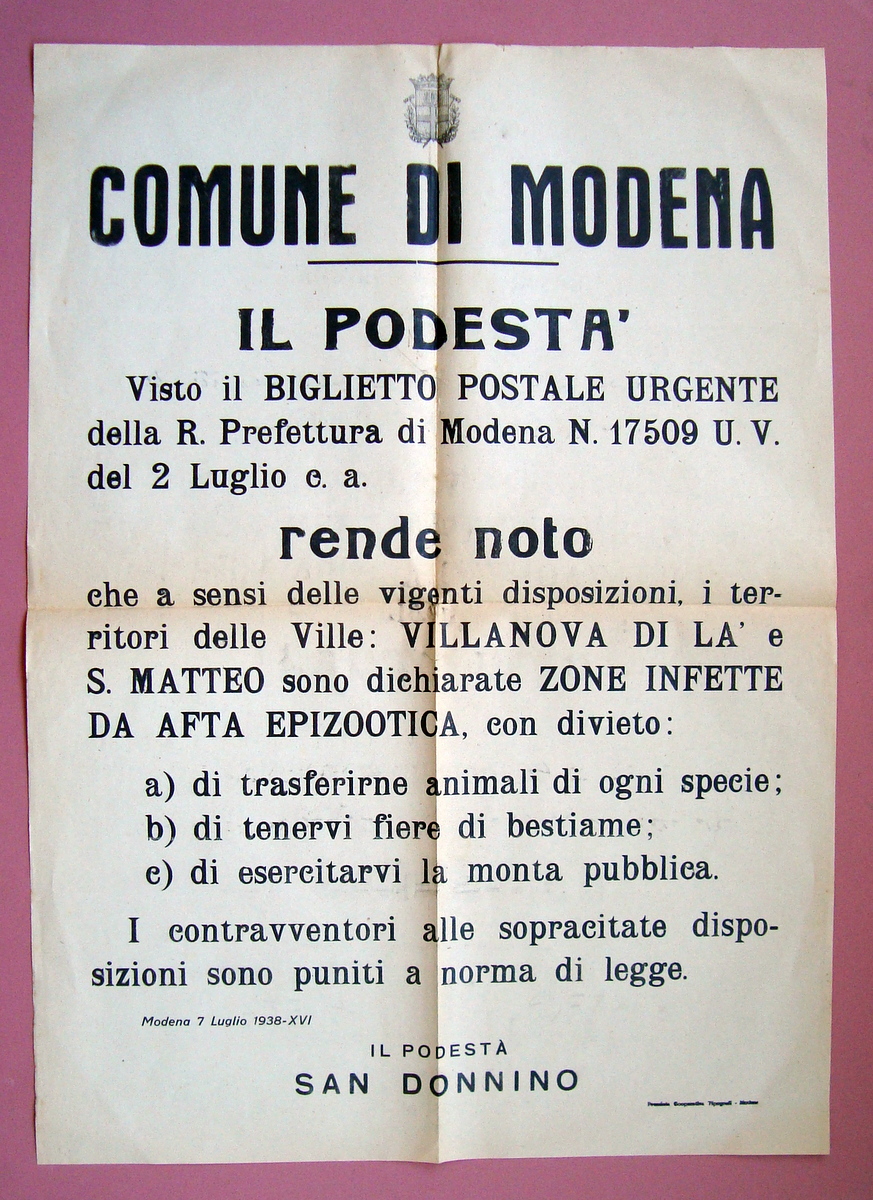 COMUNE DI MODENA
IL PODESTA'
Visto il BIGLIETTO POSTALE URGENTE
della R. Prefettura di Modena N. 17509 U. V.
del 2 Luglio c. a.
rende noto
che a sensi delle vigenti disposizioni, i ter-
ritori delle Ville: VILLANOVA DI LA' e
S. MATTEO sono dichiarate ZONE INFETTE
DA AFTA EPIZOOTICA, con divieto:
a) di trasferirne animali di ogni specie;
b) di tenervi fiere di bestiame;
c) di esercitarvi la monta pubblica.
I contravventori alle sopracitate dispo-
sizioni sono puniti a norma di legge.
Modena 7 Luglio 1938-XVI
IL PODESTÀ
SAN DONNINO
Cooperativa Tipografi - Modena